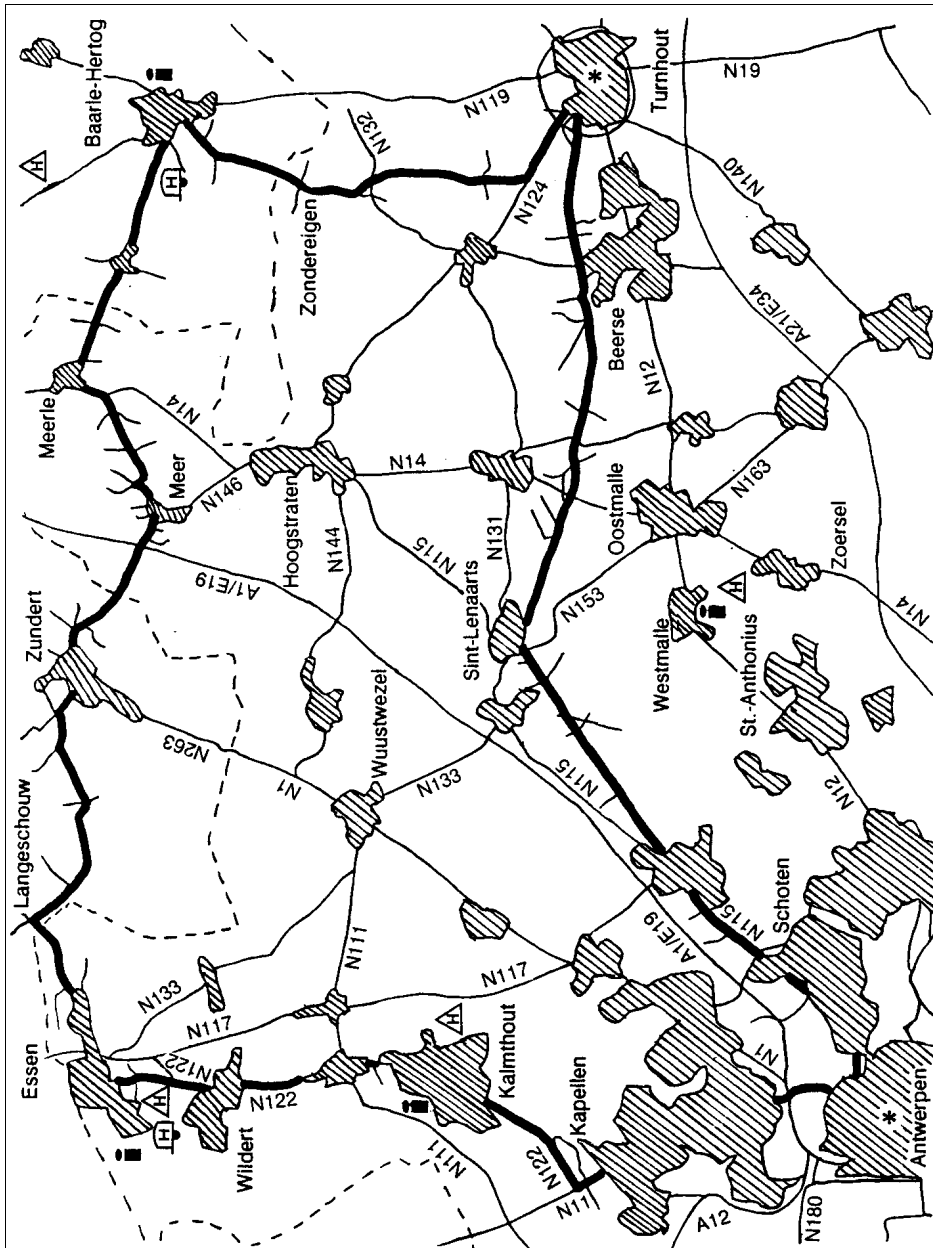 Baarle-Hertog
H
H
N119
N19
Turnhout
*
N132
N124
Zondereigen
N140
Beerse
N12
A21/E34
Meerle
N14
Meer
N146
Hoogstraten
N14
N144
N115
N131
Oostmalle
N163
Zoersel
A1/E19
Sint-Lenaarts
N153
Westmalle
H
N14
Zundert
St.-Anthonius
N263
N1
Wuustwezel
N133
N115
N12
Langeschouw
Schoten
N115
A1/E19
N111
N133
N117
N117
H
Essen
N122
N1
Kalmthout
H
H
N122
Kapellen
Wildert
*
Antwerpen
N111
N122
N11
A12
N180